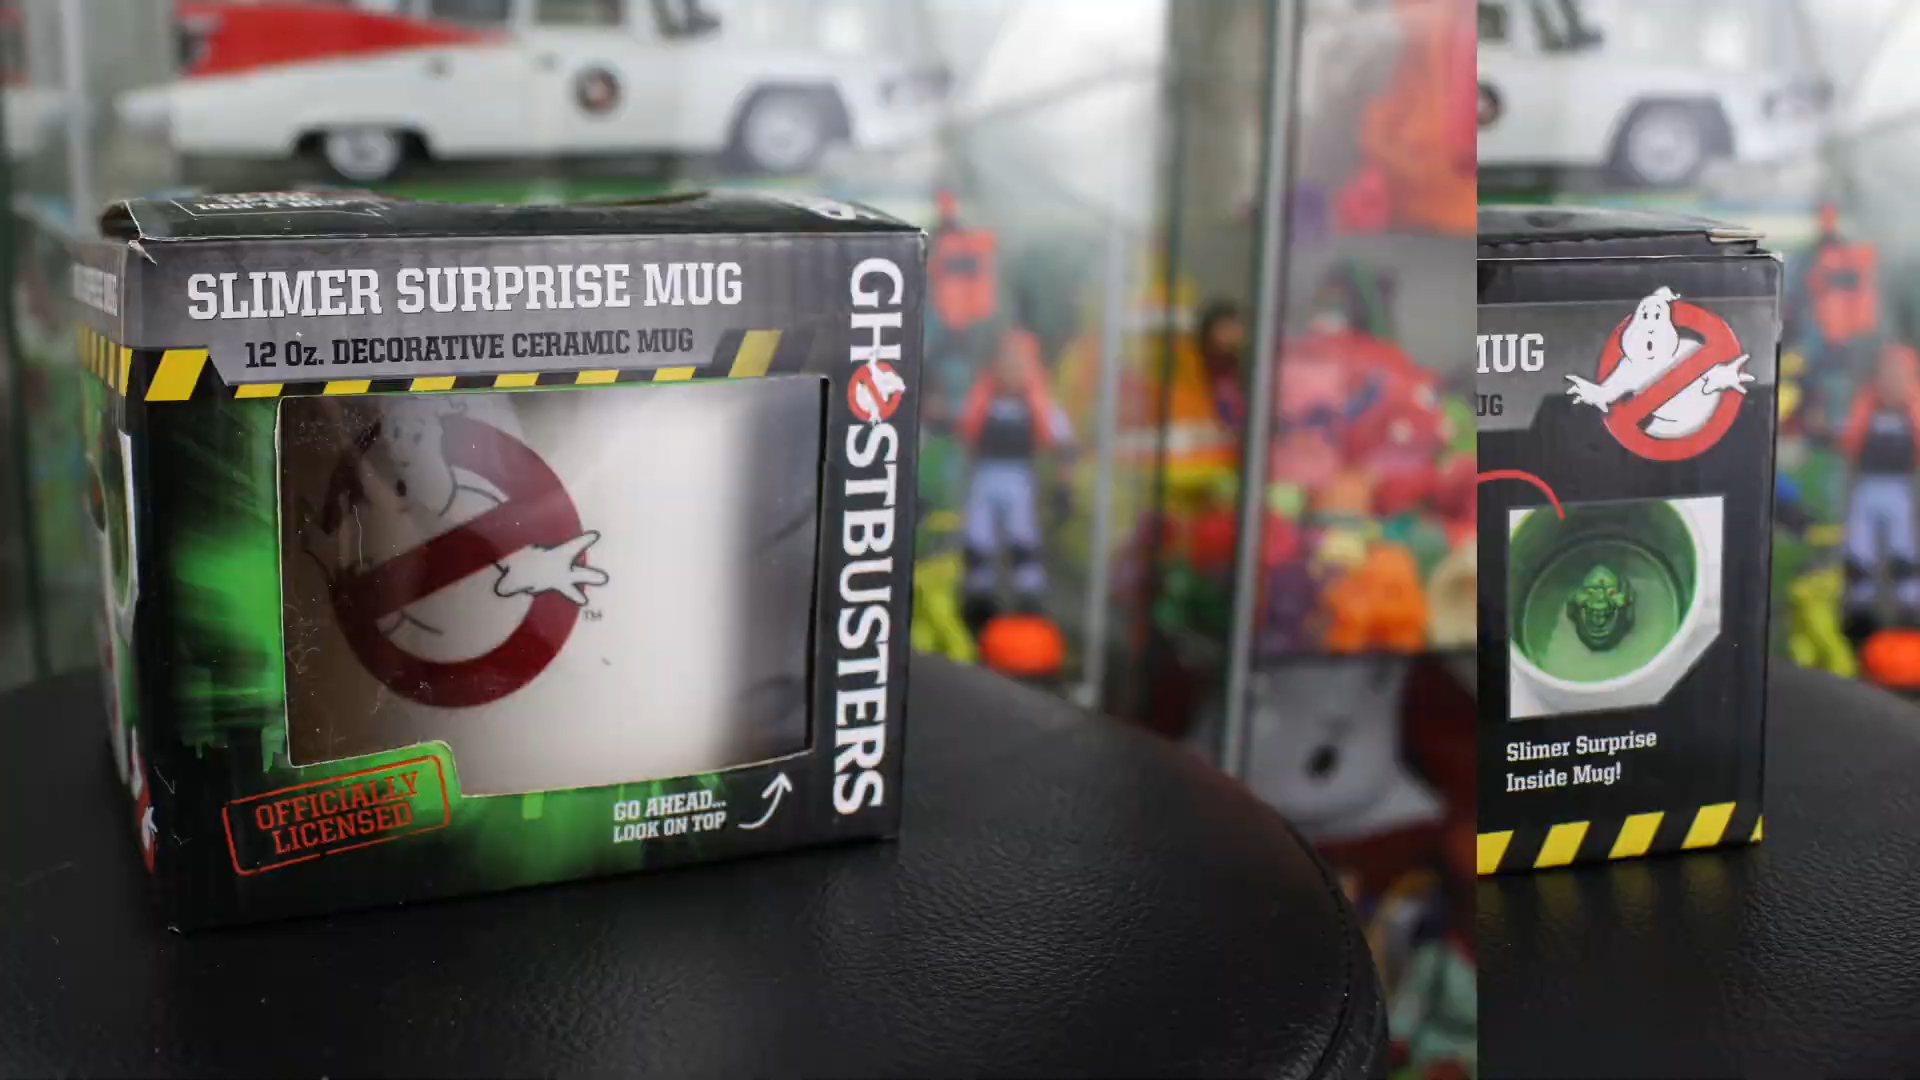 SLIMER SURPRISE MUG
12 Oz. DECORATIVE CERAMIC MUG
GHOSTBUSTERS
TM
OFFICIALLY
LICENSED
GO AHEAD...
LOOK ON TOP
MUG
UG
Slimer Surprise
Inside Mug!